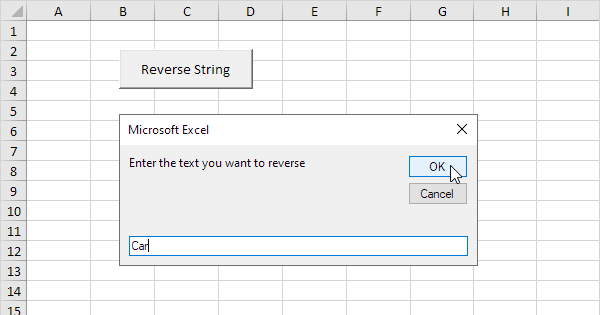 A B C D E F G H I
1
2
3
4
5
6
7
8
9
10
11
12
13
14
15
Reverse String
Microsoft Excel
Enter the text you want to reverse
OK
Cancel
Car